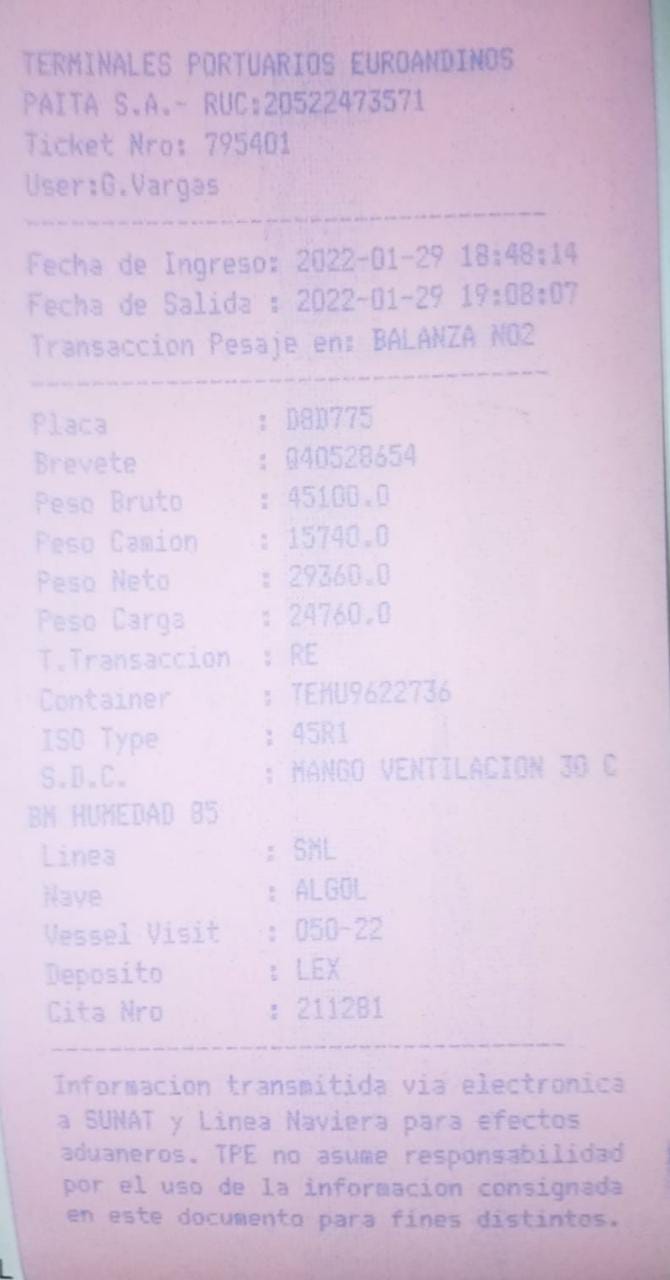 TERMINALES PORTUARIOS EUROANDINOS
PAITA S.A.- RUC:20522473571
Ticket Nro: 795401
User:G.Vargas
Fecha de Ingreso: 2022-01-29 18:48:14
Fecha de Salida : 2022-01-29 19:08:07
Transaccion Pesaje en: BALANZA NO2
Placa : D8D775
Brevete : Q40528654
Peso Bruto : 45100.0
Peso Camion : 15740.0
Peso Neto : 29360.0
Peso Carga : 24760.0
T.Transaccion : RE
Container : TEMU9622736
ISO Type : 45R1
S.D.C. : MANGO VENTILACION 30 C
BM HUMEDAD 85
Linea : SML
Nave : ALGOL
Vessel Visit : 050-22
Deposito : LEX
Cita Nro : 211281
Informacion transmitida via electronica
a SUNAT y Linea Naviera para efectos
aduaneros. TPE no asume responsabilidad
por el uso de la informacion consignada
en este documento para fines distintos.